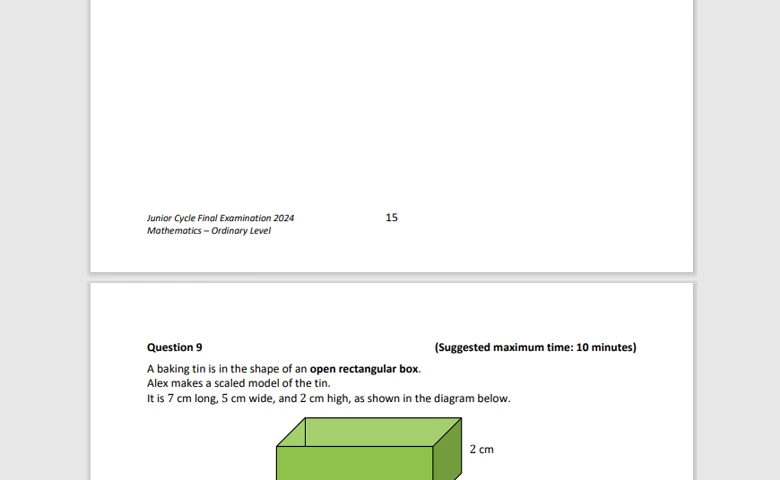 Junior Cycle Final Examination 2024
15
Mathematics – Ordinary Level
Question 9 (Suggested maximum time: 10 minutes)
A baking tin is in the shape of an open rectangular box.
Alex makes a scaled model of the tin.
It is 7 cm long, 5 cm wide, and 2 cm high, as shown in the diagram below.
2 cm